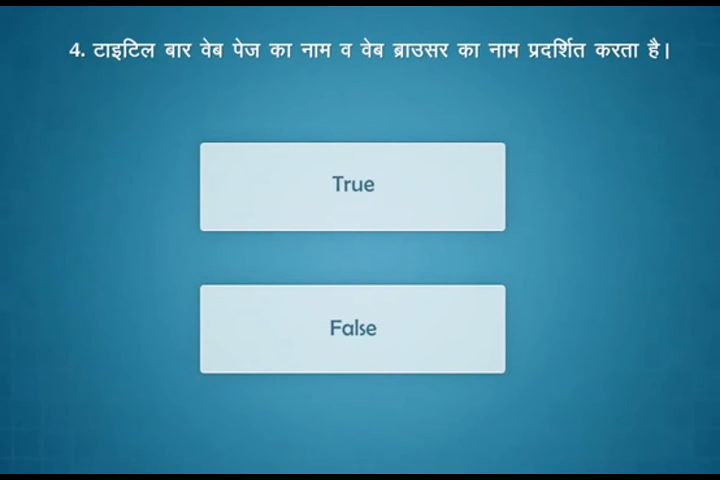 4. टाइटिल बार वेब पेज का नाम व वेब ब्राउसर का नाम प्रदर्शित करता है।
True
False